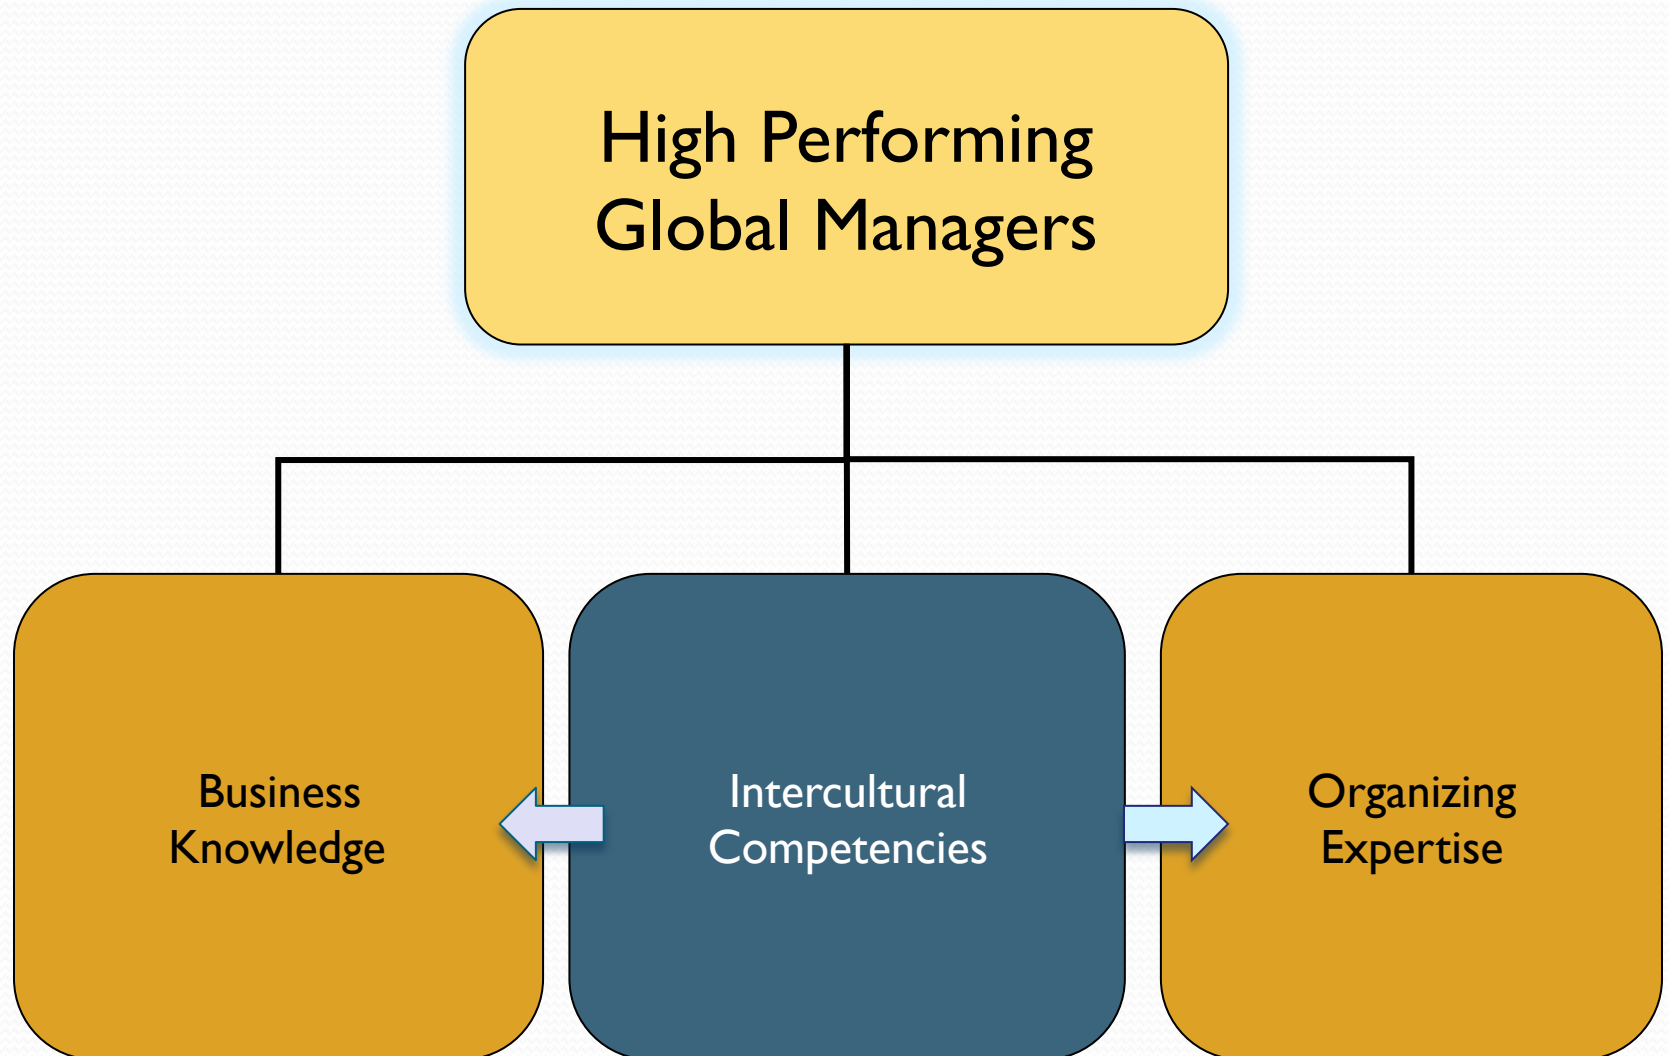 High Performing
Global Managers
Business
Knowledge
Intercultural
Competencies
Organizing
Expertise